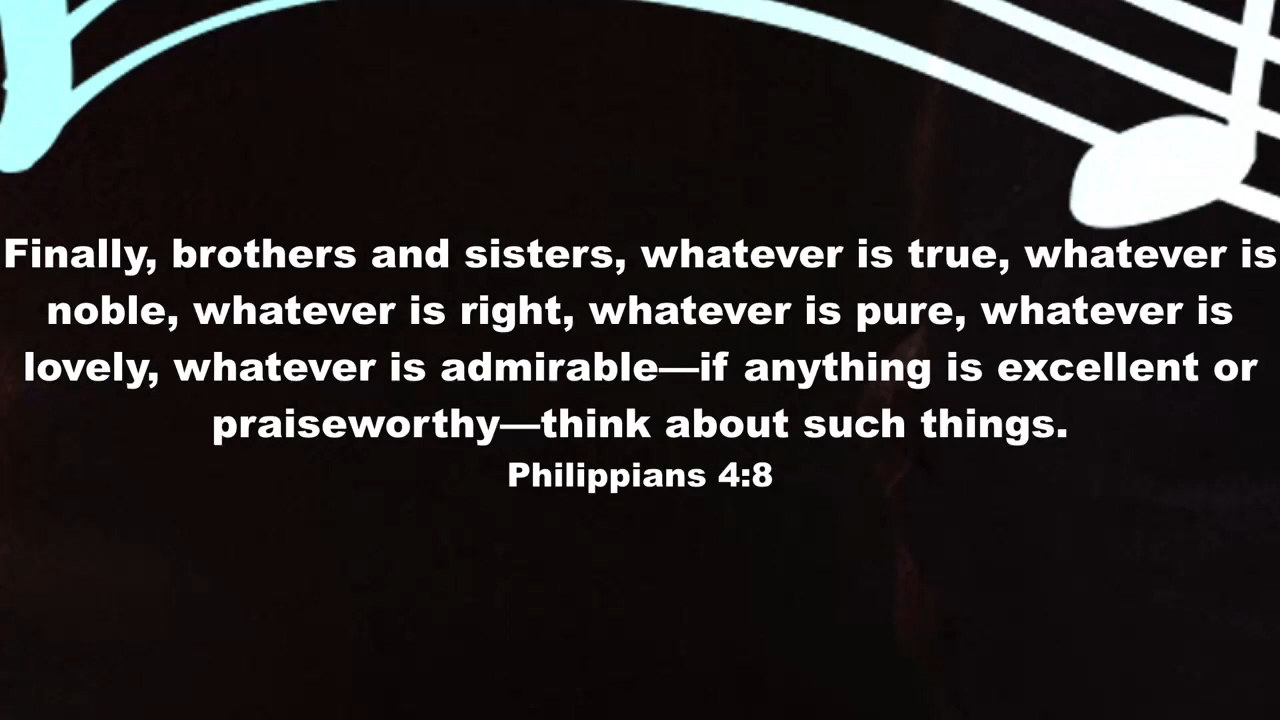 Finally, brothers and sisters, whatever is true, whatever is
noble, whatever is right, whatever is pure, whatever is
lovely, whatever is admirable—if anything is excellent or
praiseworthy—think about such things.
Philippians 4:8